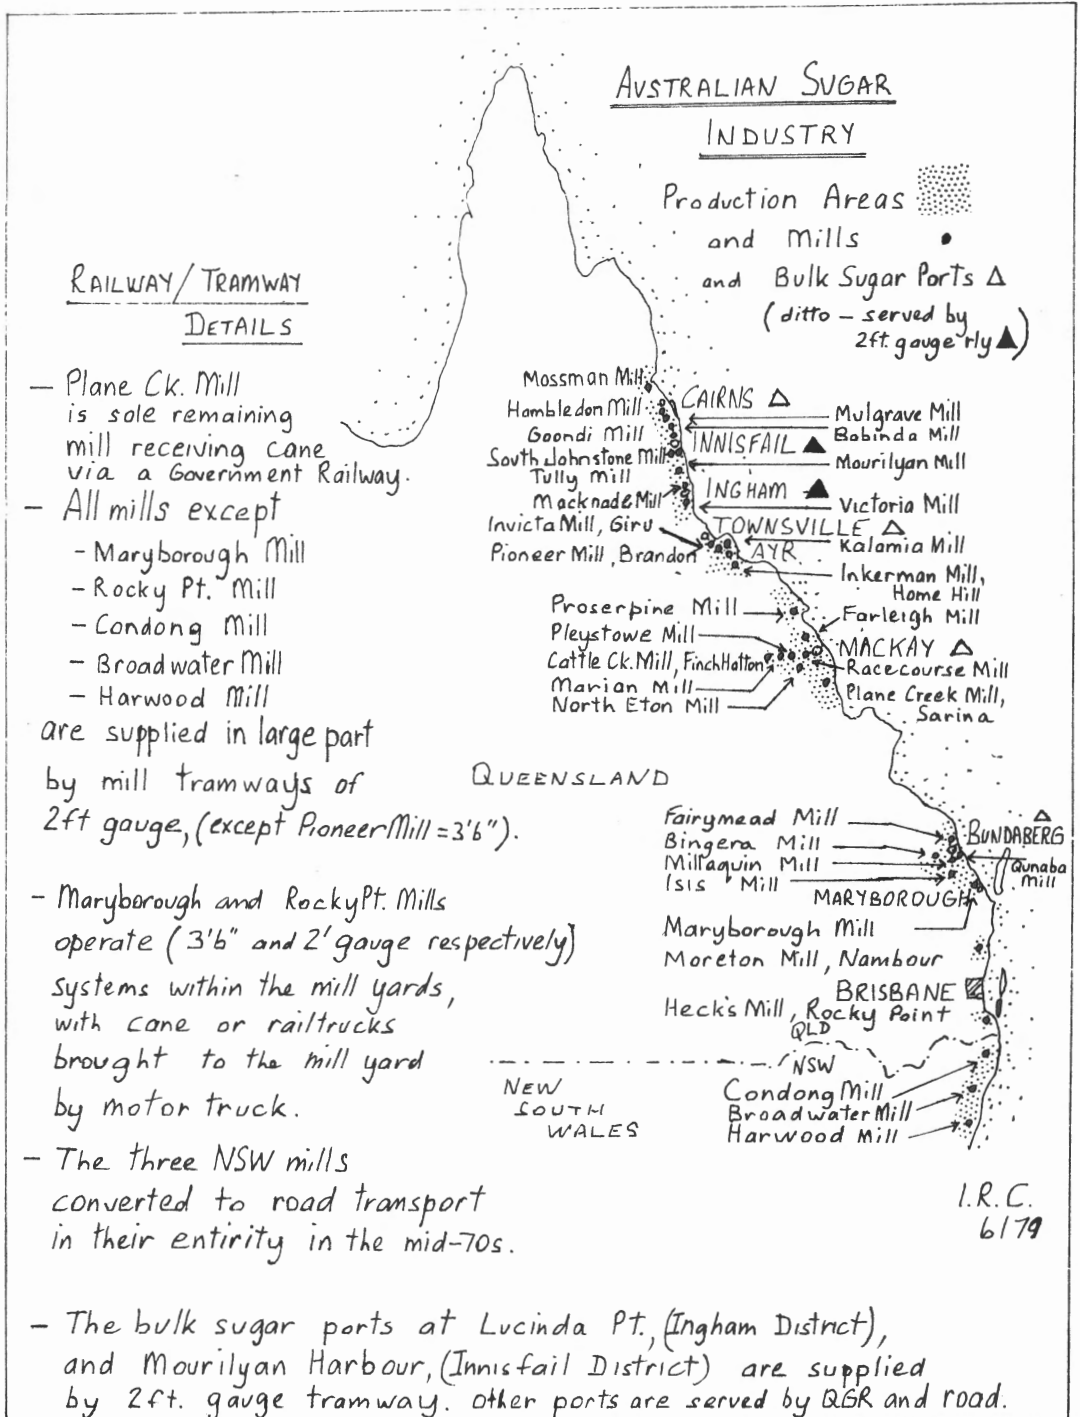 AUSTRALIAN SUGAR
INDUSTRY
Production Areas
and Mills
and Bulk Sugar Ports △
(ditto – served by
2ft. gauge rly ▲)
RAILWAY/TRAMWAY
DETAILS
– Plane Ck. Mill
is sole remaining
mill receiving cane
via a Government Railway.
– All mills except
- Maryborough Mill
- Rocky Pt. Mill
- Condong Mill
- Broadwater Mill
- Harwood Mill
are supplied in large part
by mill tramways of
2ft gauge, (except Pioneer Mill = 3'6").
– Maryborough and Rocky Pt. Mills
operate (3'6" and 2' gauge respectively)
systems within the mill yards,
with cane or railtrucks
brought to the mill yard
by motor truck.
– The three NSW mills
converted to road transport
in their entirity in the mid-70s.
– The bulk sugar ports at Lucinda Pt., (Ingham District),
and Mourilyan Harbour, (Innisfail District) are supplied
by 2ft. gauge tramway. Other ports are served by QGR and road.
Mossman Mill
Hambledon Mill
Goondi Mill
South Johnstone Mill
Tully Mill
Macknade Mill
Invicta Mill, Giru
Pioneer Mill, Brandon
CAIRNS △
Mulgrave Mill
Babinda Mill
INNISFAIL ▲
Mourilyan Mill
INGHAM ▲
Victoria Mill
TOWNSVILLE △
Kalamia Mill
AYR
Inkerman Mill,
Home Hill
Proserpine Mill
Pleystowe Mill
Cattle Ck. Mill, Finch Hatton
Marian Mill
North Eton Mill
Farleigh Mill
MACKAY △
Racecourse Mill
Plane Creek Mill,
Sarina
QUEENSLAND
Fairymead Mill
Bingera Mill
Millaquin Mill
Isis Mill
△
BUNDABERG
Qunaba
Mill
MARYBOROUGH
Maryborough Mill
Moreton Mill, Nambour
BRISBANE
Heck's Mill, Rocky Point
QLD
NSW
NEW
SOUTH
WALES
Condong Mill
Broadwater Mill
Harwood Mill
I.R.C.
6/79